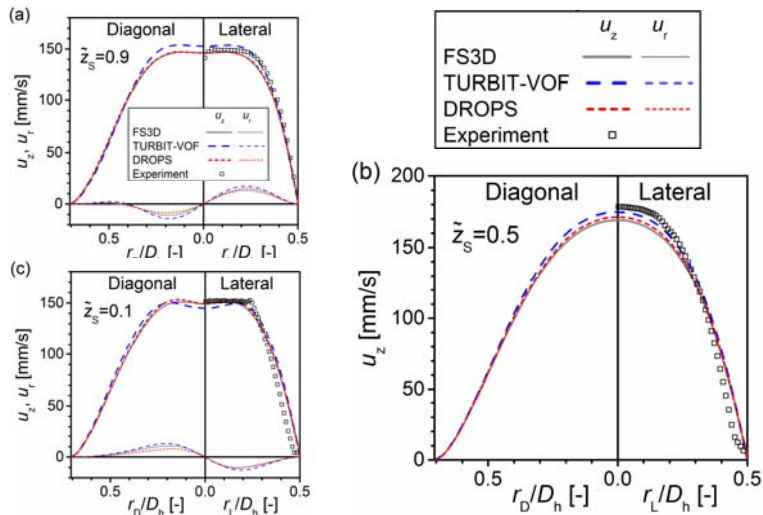 (a)
Diagonal
Lateral
z̃S=0.9
uz, ur [mm/s]
200
150
100
50
0
0.5
0.0
0.5
uz ur
FS3D
TURBIT-VOF
DROPS
Experiment
uz ur
FS3D
TURBIT-VOF
DROPS
Experiment
(b)
Diagonal
Lateral
z̃S=0.5
uz [mm/s]
200
150
100
50
0
0.5
0.0
0.5
rD/Dh [-]
rL/Dh [-]
(c)
Diagonal
Lateral
z̃S=0.1
uz, ur [mm/s]
150
100
50
0
0.5
0.0
0.5
rD/Dh [-]
rL/Dh [-]